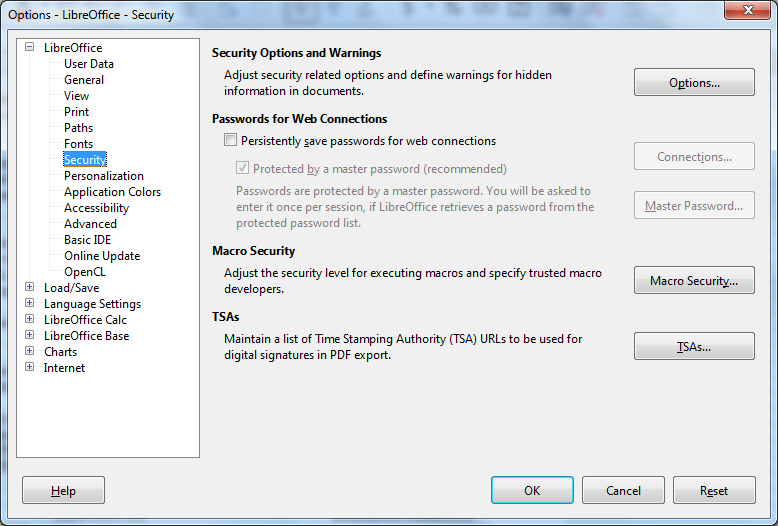 Options - LibreOffice - Security
LibreOffice
User Data
General
View
Print
Paths
Fonts
Security
Personalization
Application Colors
Accessibility
Advanced
Basic IDE
Online Update
OpenCL
Load/Save
Language Settings
LibreOffice Calc
LibreOffice Base
Charts
Internet
Security Options and Warnings
Adjust security related options and define warnings for hidden
information in documents.
Options...
Passwords for Web Connections
Persistently save passwords for web connections
Protected by a master password (recommended)
Connections...
Passwords are protected by a master password. You will be asked to
enter it once per session, if LibreOffice retrieves a password from the
protected password list.
Master Password...
Macro Security
Adjust the security level for executing macros and specify trusted macro
developers.
Macro Security...
TSAs
Maintain a list of Time Stamping Authority (TSA) URLs to be used for
digital signatures in PDF export.
TSAs...
Help
OK
Cancel
Reset